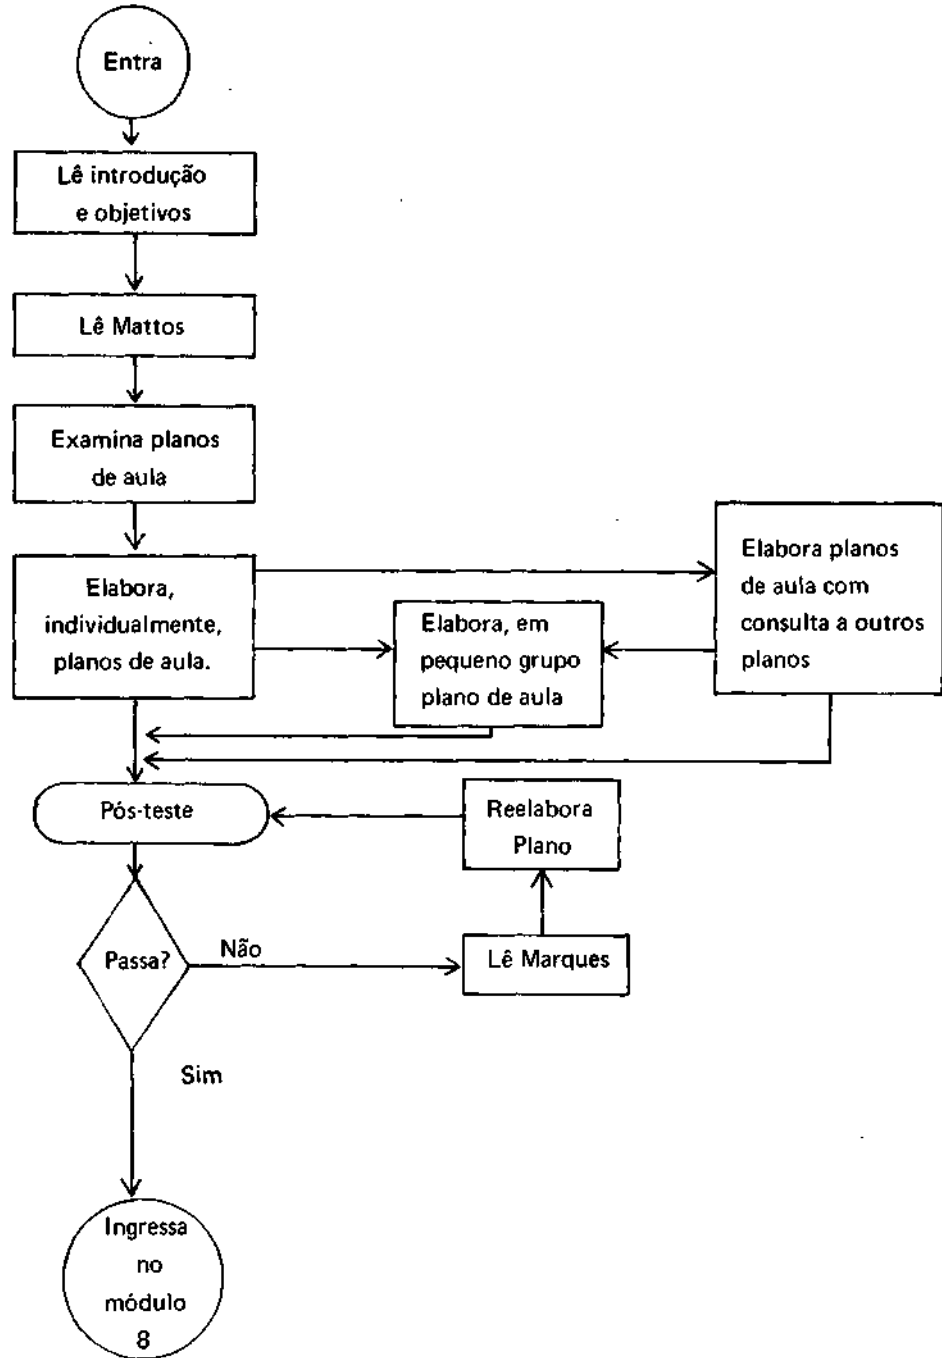 Entra
Lê introdução
e objetivos
Lê Mattos
Examina planos
de aula
Elabora,
individualmente,
planos de aula.
Elabora, em
pequeno grupo
plano de aula
Elabora planos
de aula com
consulta a outros
planos
Pós-teste
Reelabora
Plano
Passa?
Não
Lê Marques
Sim
Ingressa
no
módulo
8